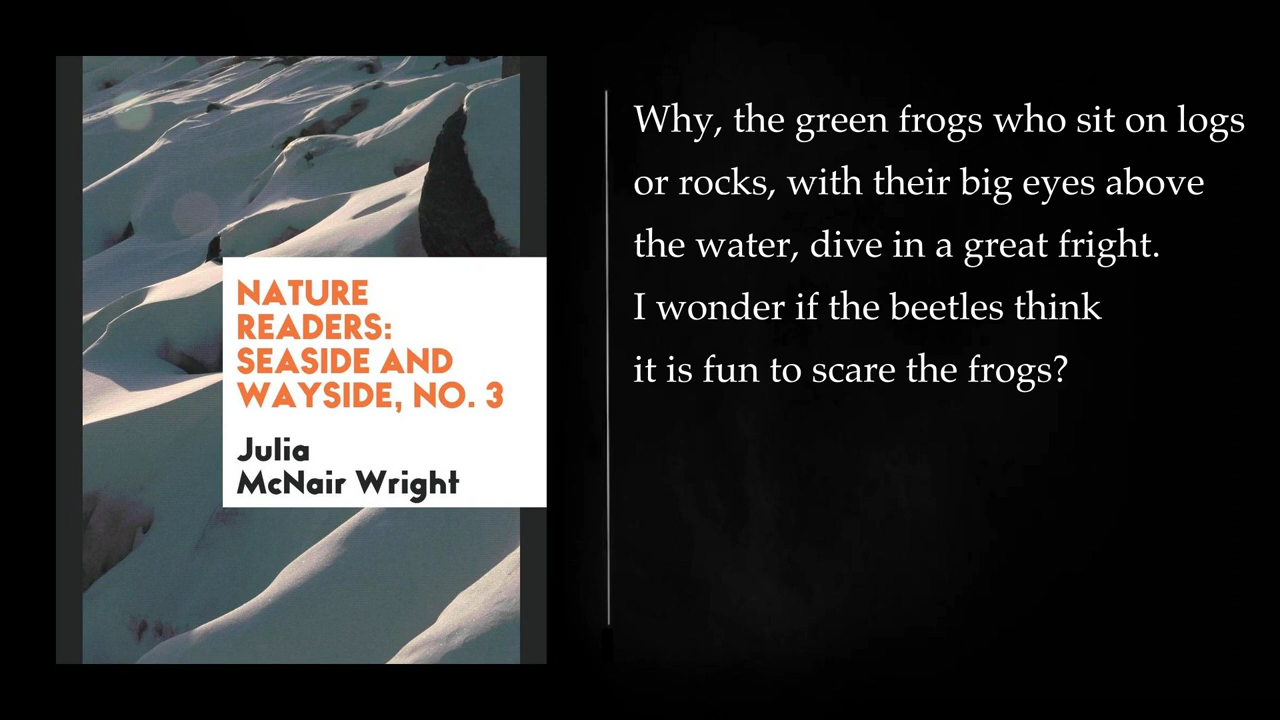 NATURE
READERS:
SEASIDE AND
WAYSIDE, NO. 3
Julia
McNair Wright
Why, the green frogs who sit on logs
or rocks, with their big eyes above
the water, dive in a great fright.
I wonder if the beetles think
it is fun to scare the frogs?